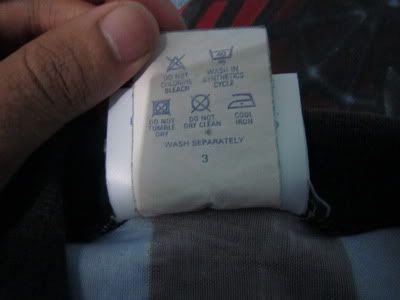 DO NOT CHLORINE BLEACH
WASH IN SYNTHETICS CYCLE
DO NOT TUMBLE DRY
DO NOT DRY CLEAN
COOL IRON
WASH SEPARATELY
3